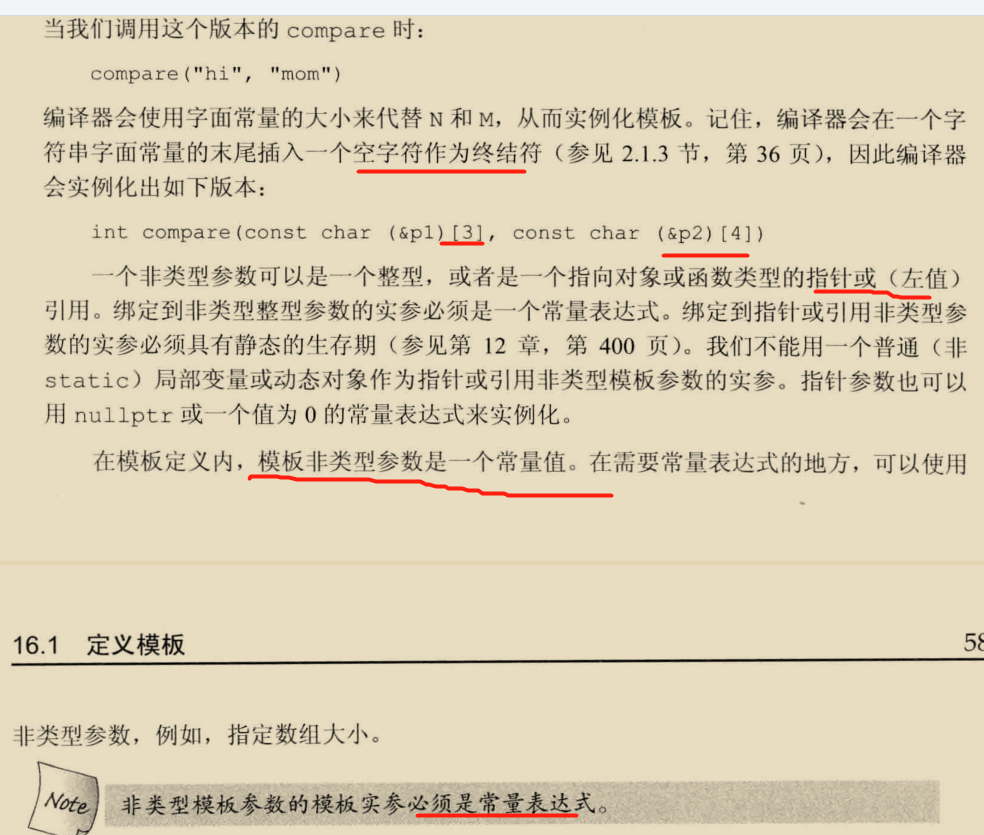 当我们调用这个版本的 compare 时：
compare("hi", "mom")
编译器会使用字面常量的大小来代替 N 和 M，从而实例化模板。记住，编译器会在一个字
符串字面常量的末尾插入一个空字符作为终结符（参见 2.1.3 节，第 36 页），因此编译器
会实例化出如下版本：
int compare(const char (&p1)[3], const char (&p2)[4])
一个非类型参数可以是一个整型，或者是一个指向对象或函数类型的指针或（左值）
引用。绑定到非类型整型参数的实参必须是一个常量表达式。绑定到指针或引用非类型参
数的实参必须具有静态的生存期（参见第 12 章，第 400 页）。我们不能用一个普通（非
static）局部变量或动态对象作为指针或引用非类型模板参数的实参。指针参数也可以
用 nullptr 或一个值为 0 的常量表达式来实例化。
在模板定义内，模板非类型参数是一个常量值。在需要常量表达式的地方，可以使用
16.1 定义模板 58
非类型参数，例如，指定数组大小。
Note 非类型模板参数的模板实参必须是常量表达式。